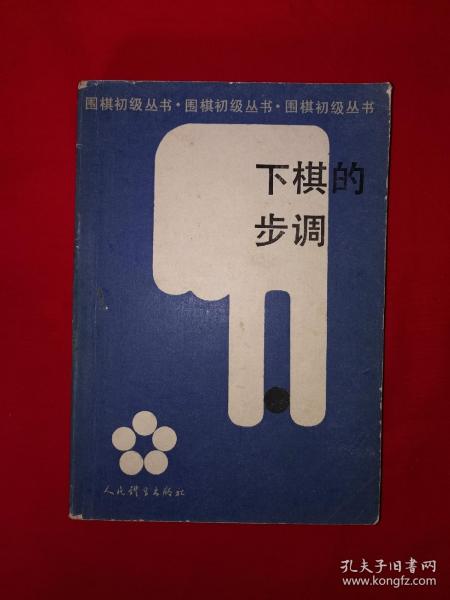 围棋初级丛书·围棋初级丛书·围棋初级丛书
下棋的
步调
人民体育出版社
孔夫子旧书网
www.kongfz.com